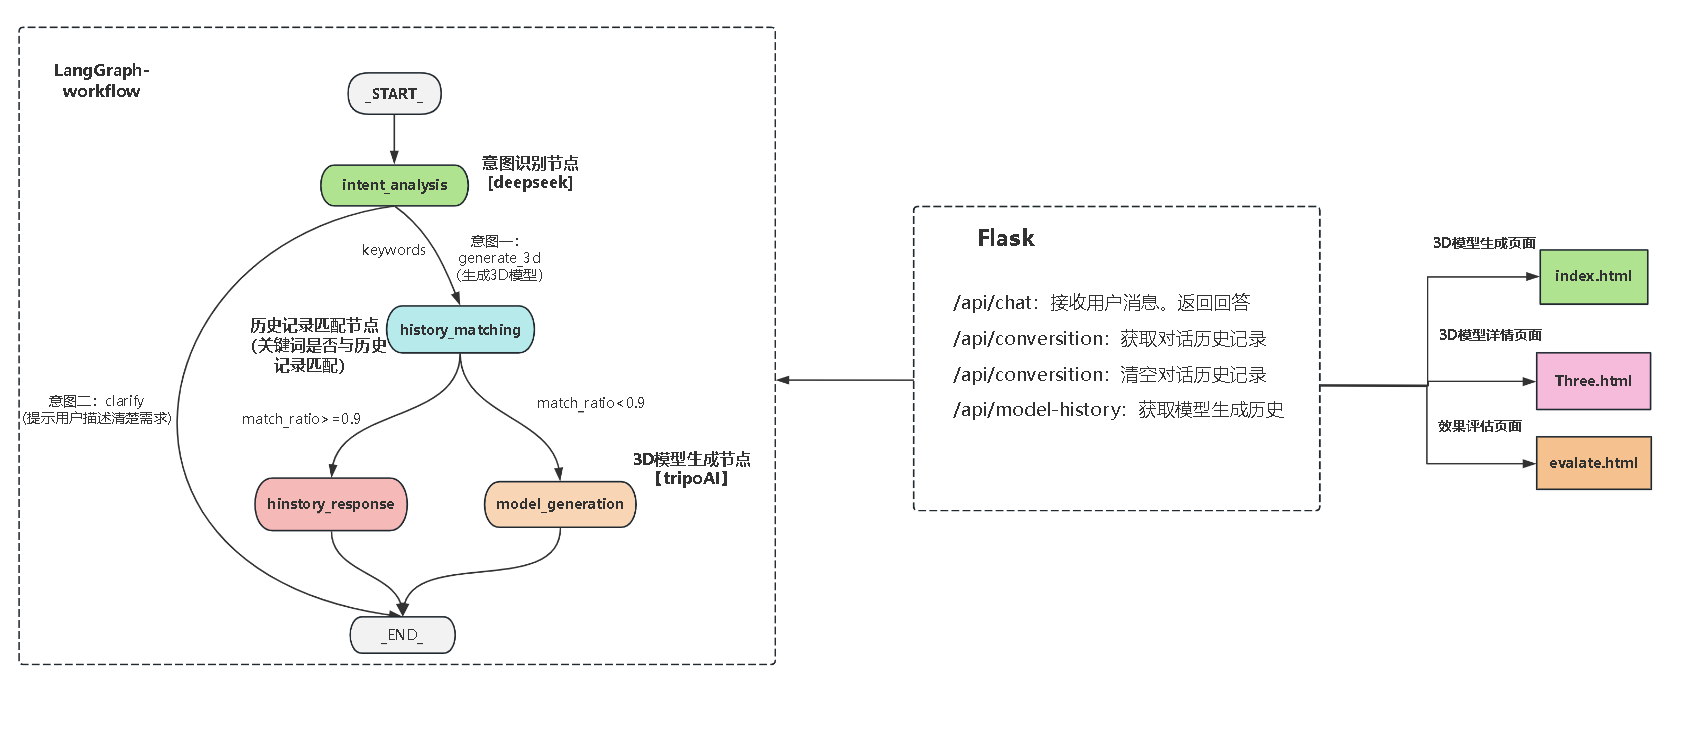 LangGraph-
workflow
_START_
意图识别节点
[deepseek]
intent_analysis
keywords
意图一：
generate_3d
（生成3D模型）
历史记录匹配节点
(关键词是否与历史
记录匹配）
history_matching
意图二：clarify
(提示用户描述清楚需求）
match_ratio>=0.9
match_ratio<0.9
3D模型生成节点
【tripoAI】
hinstory_response
model_generation
_END_
Flask
/api/chat：接收用户消息。返回回答
/api/conversition：获取对话历史记录
/api/conversition：清空对话历史记录
/api/model-history：获取模型生成历史
3D模型生成页面
index.html
3D模型详情页面
Three.html
效果评估页面
evalate.html